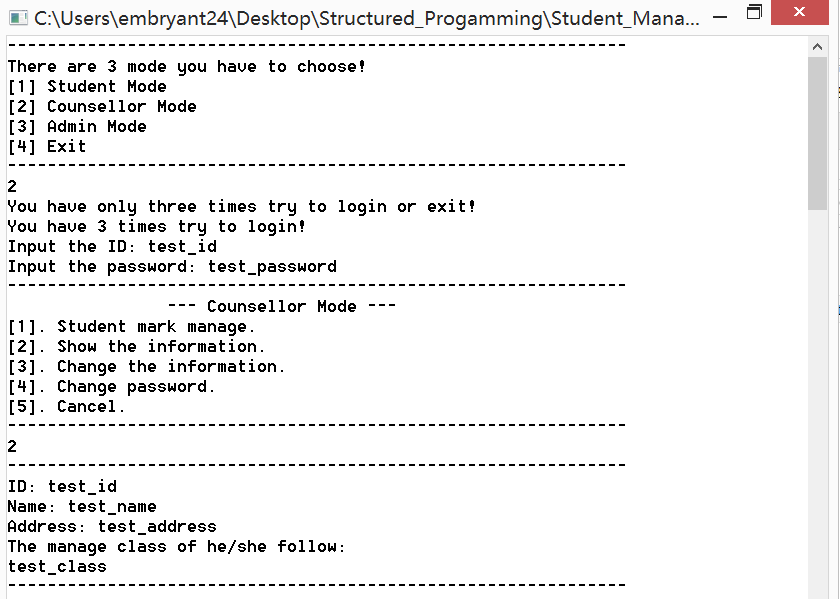 C:\Users\embryant24\Desktop\Structured_Progamming\Student_Mana...
--------------------------------------------------------------
There are 3 mode you have to choose!
[1] Student Mode
[2] Counsellor Mode
[3] Admin Mode
[4] Exit
--------------------------------------------------------------
2
You have only three times try to login or exit!
You have 3 times try to login!
Input the ID: test_id
Input the password: test_password
--------------------------------------------------------------
                --- Counsellor Mode ---
[1]. Student mark manage.
[2]. Show the information.
[3]. Change the information.
[4]. Change password.
[5]. Cancel.
--------------------------------------------------------------
2
--------------------------------------------------------------
ID: test_id
Name: test_name
Address: test_address
The manage class of he/she follow:
test_class
--------------------------------------------------------------